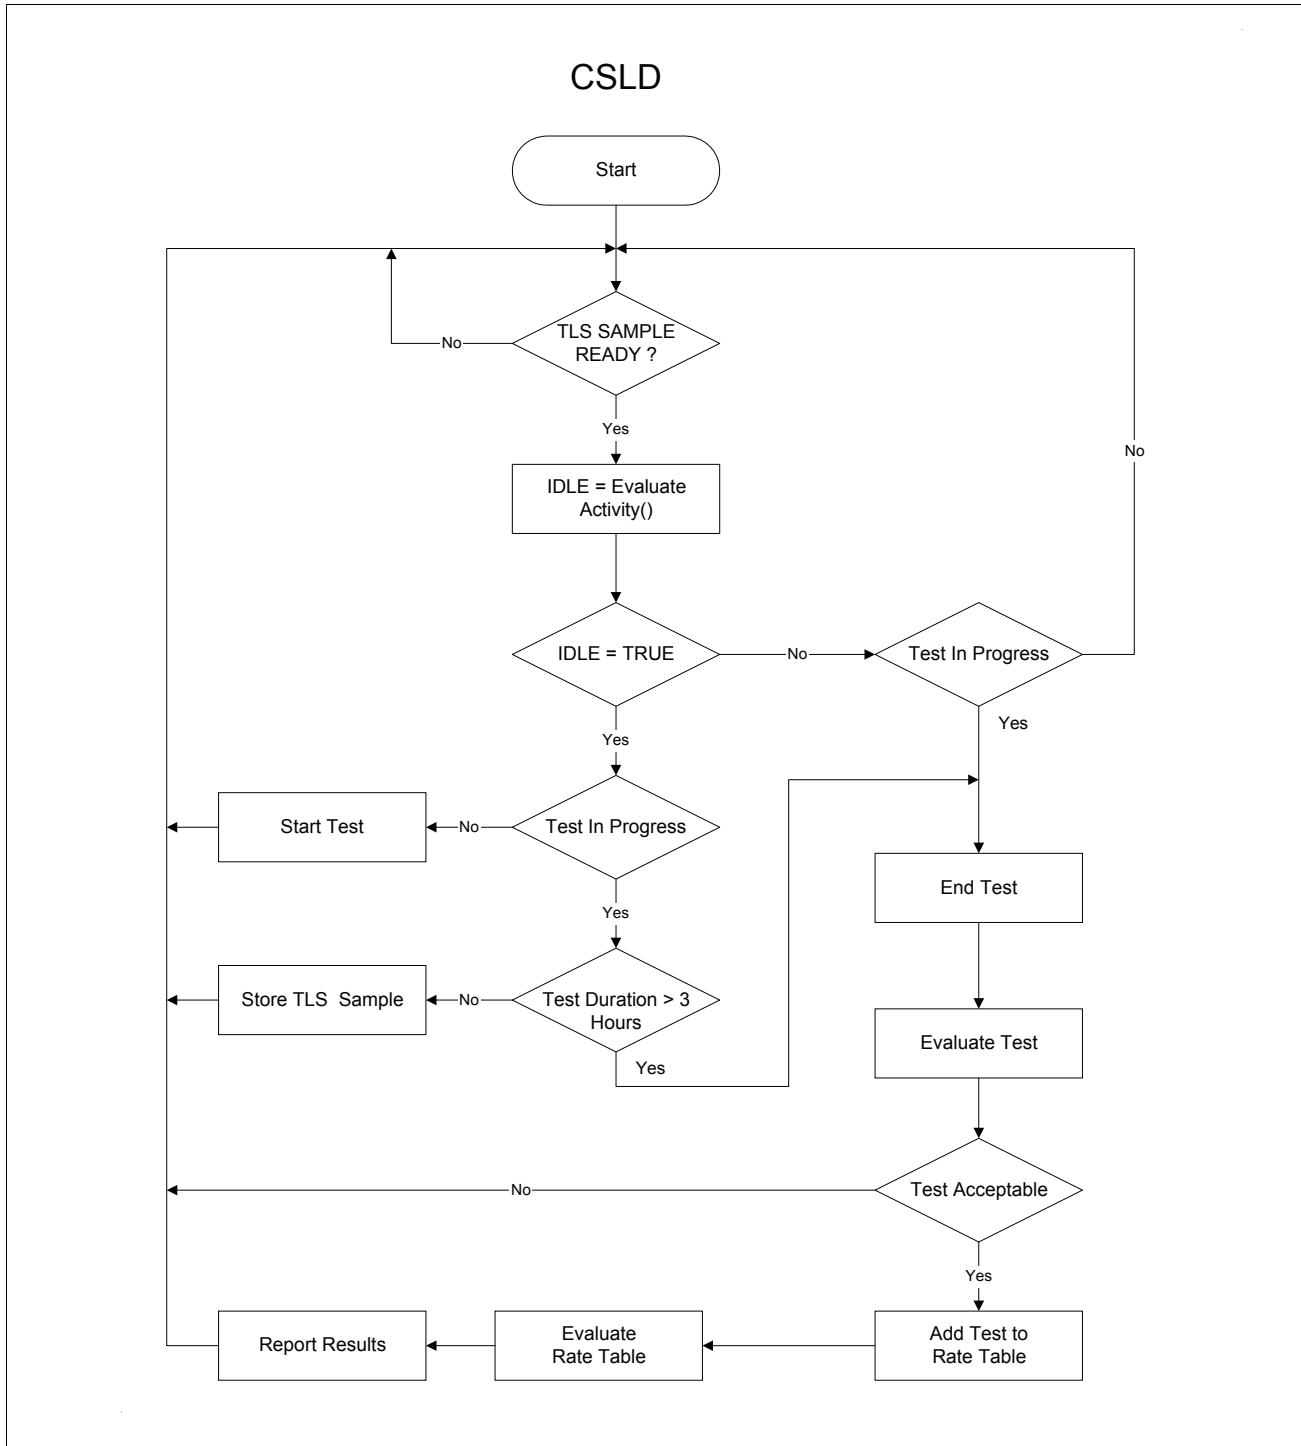 CSLD
Start
TLS SAMPLE
READY ?
No
Yes
No
IDLE = Evaluate
Activity()
IDLE = TRUE
No
Test In Progress
Yes
Yes
Start Test
No
Test In Progress
End Test
Yes
Store TLS Sample
No
Test Duration > 3
Hours
Evaluate Test
Yes
No
Test Acceptable
Yes
Report Results
Evaluate
Rate Table
Add Test to
Rate Table